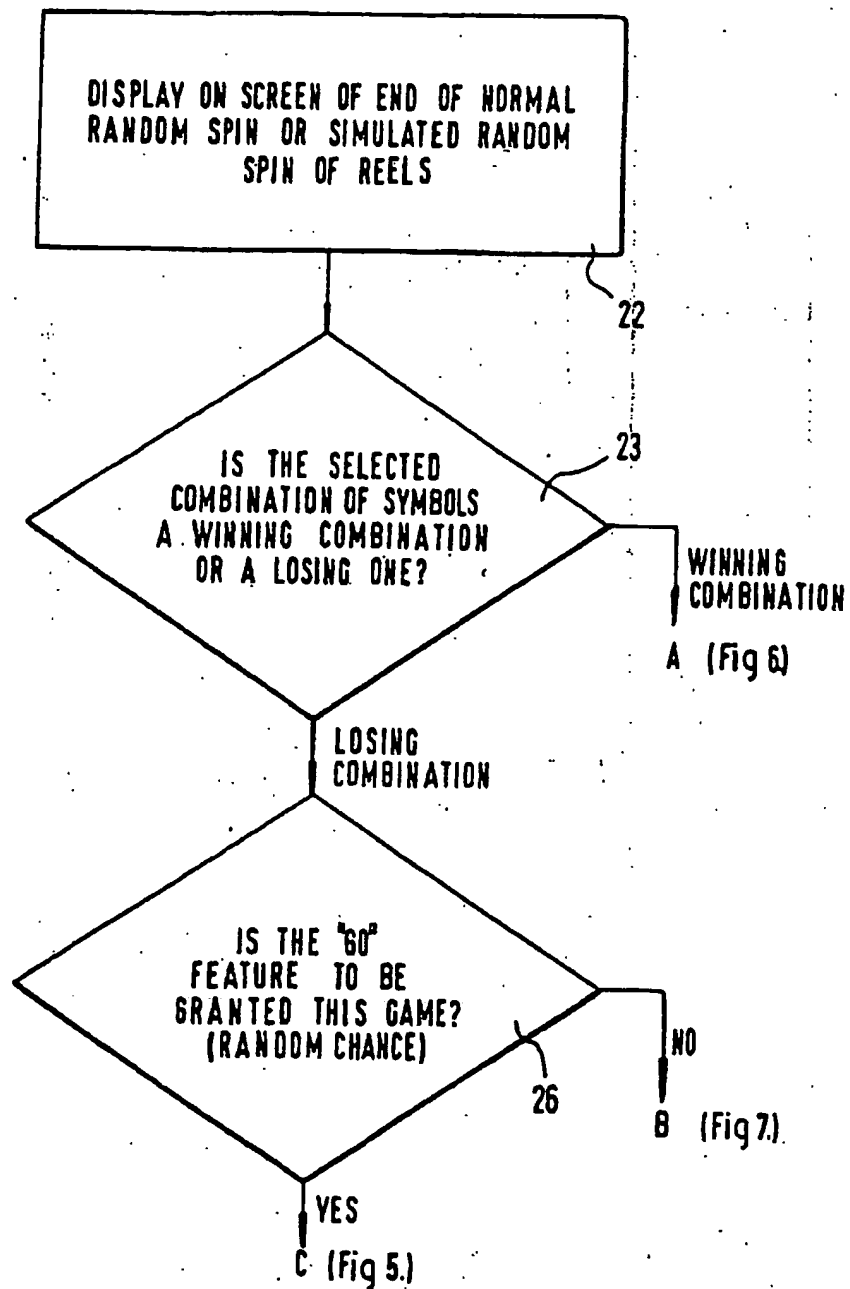 DISPLAY ON SCREEN OF END OF NORMAL
RANDOM SPIN OR SIMULATED RANDOM
SPIN OF REELS
22
IS THE SELECTED
COMBINATION OF SYMBOLS
A WINNING COMBINATION
OR A LOSING ONE?
23
WINNING
COMBINATION
A (Fig 6.)
LOSING
COMBINATION
IS THE "GO"
FEATURE TO BE
GRANTED THIS GAME?
(RANDOM CHANCE)
26
NO
B (Fig 7.)
YES
C (Fig 5.)